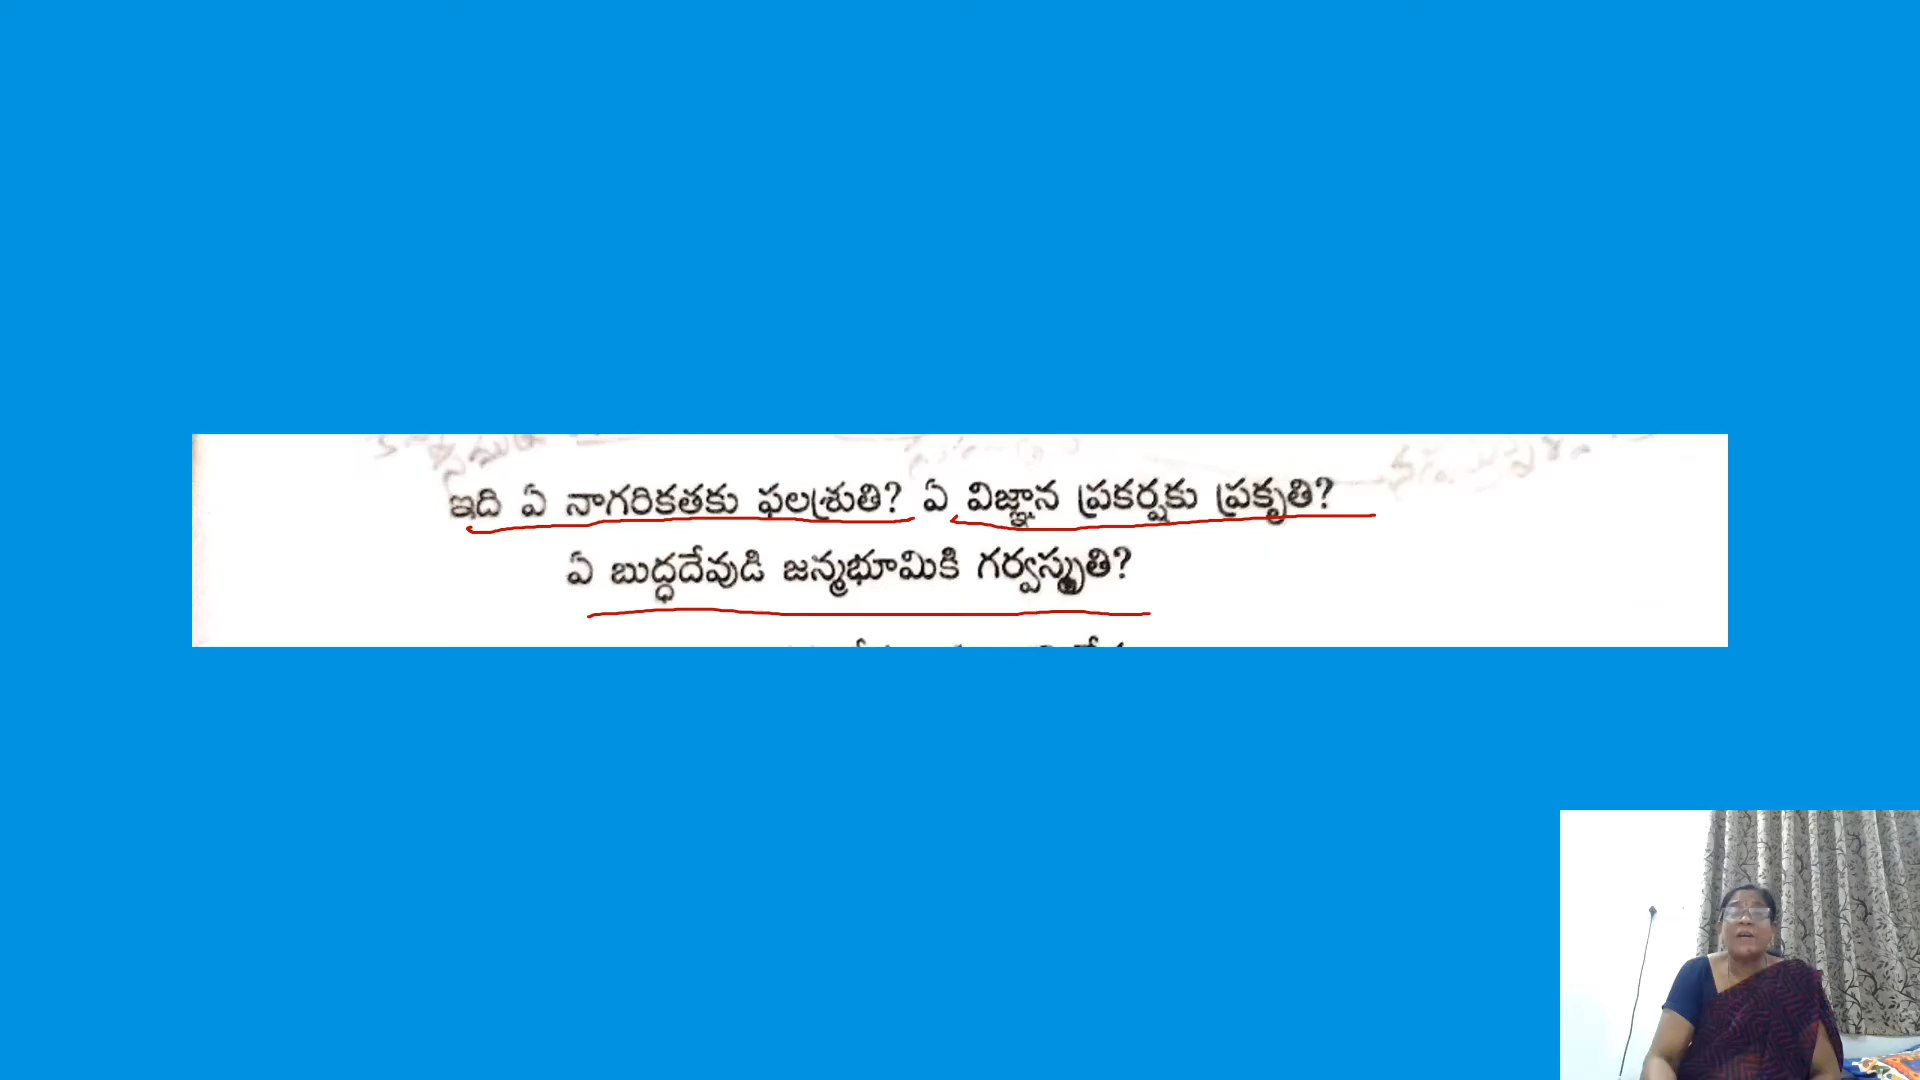 ఇది ఏ నాగరికతకు ఫలశ్రుతి? ఏ విజ్ఞాన ప్రకర్షకు ప్రకృతి?
ఏ బుద్ధదేవుడి జన్మభూమికి గర్వస్మృతి?